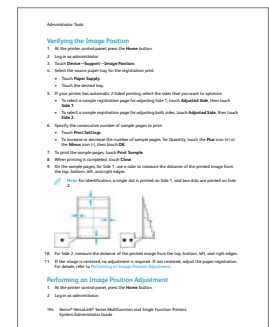 Administrator Tools
Verifying the Image Position
1. At the printer control panel, press the Home button.
2. Log in as administrator.
3. Touch Device→Support→Image Position.
4. Select the source paper tray for the registration print.
• Touch Paper Supply.
• Touch the desired tray.
5. If your printer has automatic 2-Sided printing, select the sides that you want to optimize.
• To select a sample registration page for adjusting Side 1, touch Adjusted Side, then touch
Side 1.
• To select a sample registration page for adjusting both sides, touch Adjusted Side, then touch
Side 2.
6. Specify the consecutive number of sample pages to print.
• Touch Print Settings.
• To increase or decrease the number of sample pages, for Quantity, touch the Plus icon (+) or
the Minus icon (-), then touch OK.
7. To print the sample pages, touch Print Sample.
8. When printing is completed, touch Close.
9. On the sample pages, for Side 1, use a ruler to measure the distance of the printed image from
the top, bottom, left, and right edges.
Note: For identification, a single dot is printed on Side 1, and two dots are printed on Side
2.
10. For Side 2, measure the distance of the printed image from the top, bottom, left, and right edges.
11. If the image is centered, no adjustment is required. If not centered, adjust the paper registration.
For details, refer to Performing an Image Position Adjustment.
Performing an Image Position Adjustment
1. At the printer control panel, press the Home button.
2. Log in as administrator.
Xerox® VersaLink® Series Multifunction and Single Function Printers
System Administrator Guide